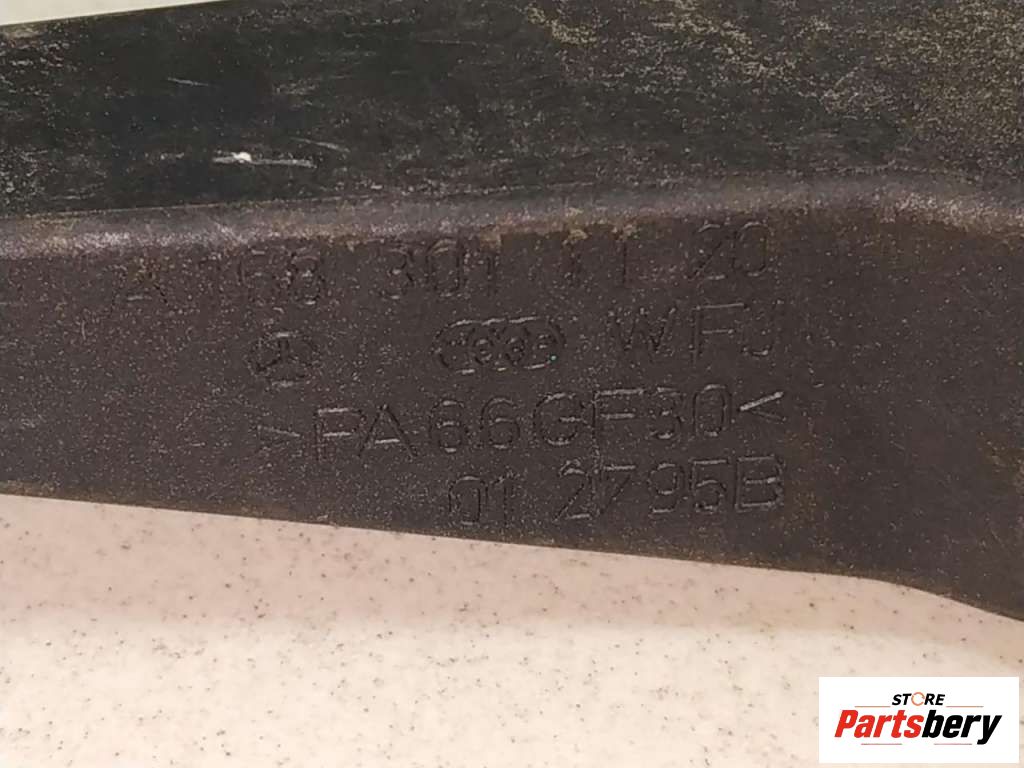 A 168 301 11 20
WFJ
>PA66GF30<
01 2795B
STORE
Partsbery